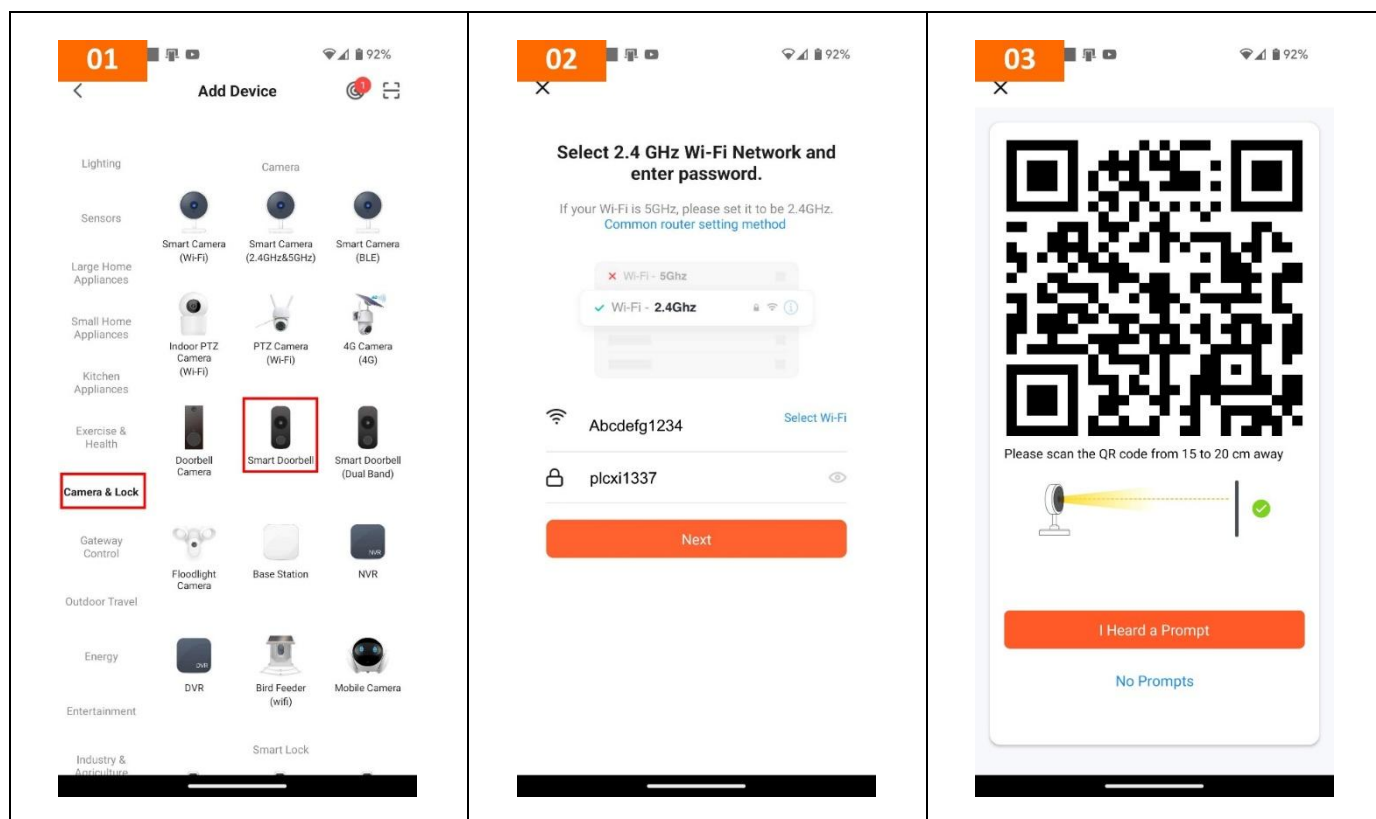 01
92%
Add Device
1
Lighting
Sensors
Large Home
Appliances
Small Home
Appliances
Kitchen
Appliances
Exercise &
Health
Camera & Lock
Gateway
Control
Outdoor Travel
Energy
Entertainment
Industry &
Agriculture
Camera
Smart Camera
(Wi-Fi)
Smart Camera
(2.4GHz&5GHz)
Smart Camera
(BLE)
Indoor PTZ
Camera
(Wi-Fi)
PTZ Camera
(Wi-Fi)
4G Camera
(4G)
Doorbell
Camera
Smart Doorbell
Smart Doorbell
(Dual Band)
Floodlight
Camera
Base Station
NVR
NVR
DVR
DVR
Bird Feeder
(wifi)
Mobile Camera
Smart Lock
02
92%
Select 2.4 GHz Wi-Fi Network and
enter password.
If your Wi-Fi is 5GHz, please set it to be 2.4GHz.
Common router setting method
Wi-Fi - 5Ghz
Wi-Fi - 2.4Ghz
Abcdefg1234
Select Wi-Fi
plcxi1337
Next
03
92%
Please scan the QR code from 15 to 20 cm away
I Heard a Prompt
No Prompts